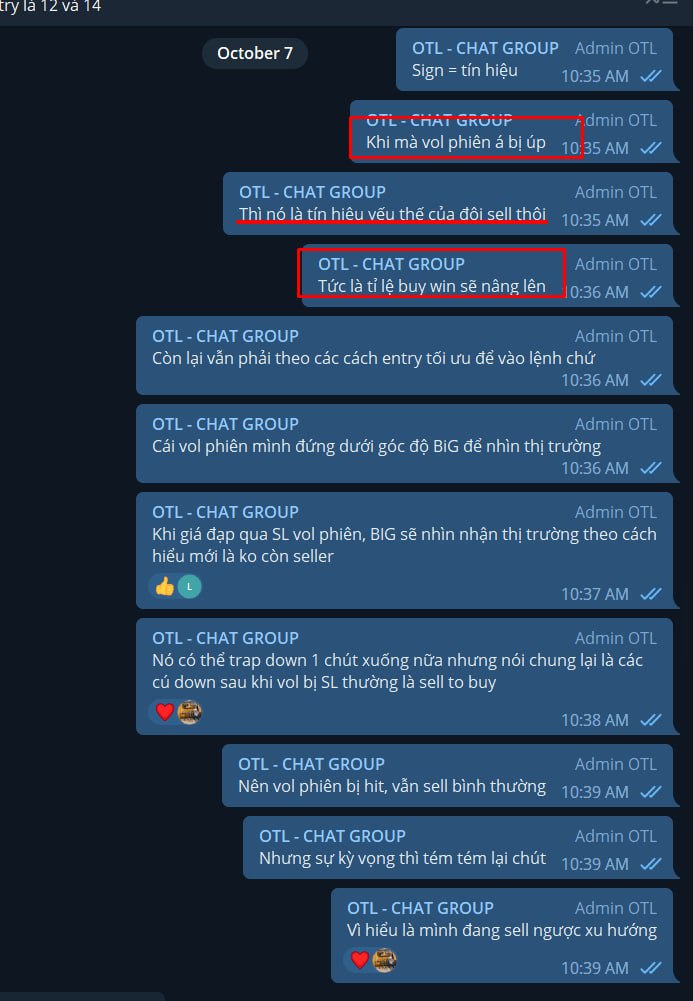 try là 12 và 14
October 7
OTL - CHAT GROUP Admin OTL
Sign = tín hiệu
10:35 AM
OTL - CHAT GROUP Admin OTL
Khi mà vol phiên á bị úp
10:35 AM
OTL - CHAT GROUP Admin OTL
Thì nó là tín hiệu yếu thế của đôi sell thôi
10:35 AM
OTL - CHAT GROUP Admin OTL
Tức là tỉ lệ buy win sẽ nâng lên
10:36 AM
OTL - CHAT GROUP Admin OTL
Còn lại vẫn phải theo các cách entry tối ưu để vào lệnh chứ
10:36 AM
OTL - CHAT GROUP Admin OTL
Cái vol phiên mình đứng dưới góc độ BiG để nhìn thị trường
10:36 AM
OTL - CHAT GROUP Admin OTL
Khi giá đạp qua SL vol phiên, BIG sẽ nhìn nhận thị trường theo cách
hiểu mới là ko còn seller
L
10:37 AM
OTL - CHAT GROUP Admin OTL
Nó có thể trap down 1 chút xuống nữa nhưng nói chung lại là các
cú down sau khi vol bị SL thường là sell to buy
10:38 AM
OTL - CHAT GROUP Admin OTL
Nên vol phiên bị hit, vẫn sell bình thường
10:39 AM
OTL - CHAT GROUP Admin OTL
Nhưng sự kỳ vọng thì tém tém lại chút
10:39 AM
OTL - CHAT GROUP Admin OTL
Vì hiểu là mình đang sell ngược xu hướng
10:39 AM